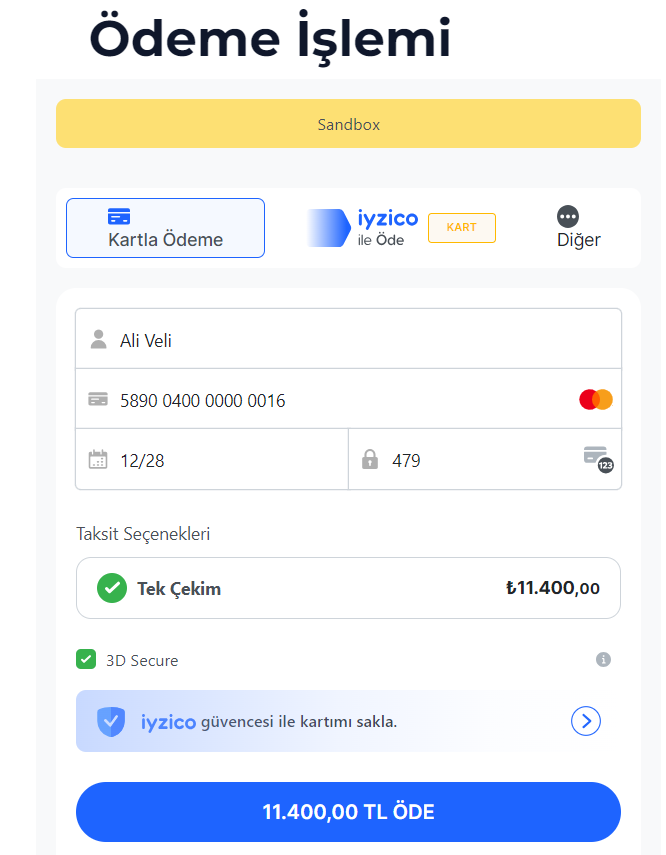 Ödeme İşlemi
Sandbox
Kartla Ödeme
iyzico
ile Öde
KART
Diğer
Ali Veli
5890 0400 0000 0016
12/28
479
123
Taksit Seçenekleri
Tek Çekim
₺11.400,00
3D Secure
iyzico güvencesi ile kartımı sakla.
11.400,00 TL ÖDE